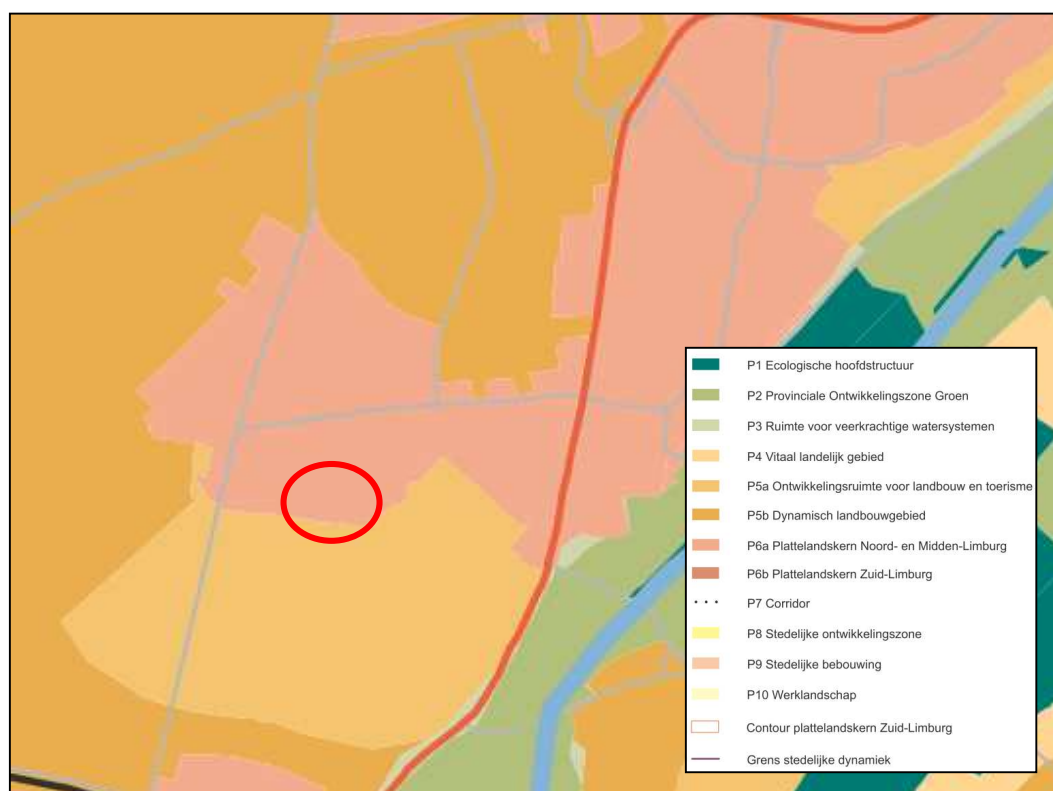 P1 Ecologische hoofdstructuur
P2 Provinciale Ontwikkelingszone Groen
P3 Ruimte voor veerkrachtige watersystemen
P4 Vitaal landelijk gebied
P5a Ontwikkelingsruimte voor landbouw en toerisme
P5b Dynamisch landbouwgebied
P6a Plattelandskern Noord- en Midden-Limburg
P6b Plattelandskern Zuid-Limburg
P7 Corridor
P8 Stedelijke ontwikkelingszone
P9 Stedelijke bebouwing
P10 Werklandschap
Contour plattelandskern Zuid-Limburg
Grens stedelijke dynamiek